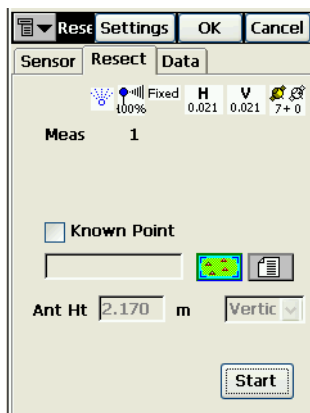 Rese Settings OK Cancel
Sensor Resect Data
Fixed H V
100% 0.021 0.021 7+0
Meas 1
Known Point
Ant Ht 2.170 m Vertic
Start